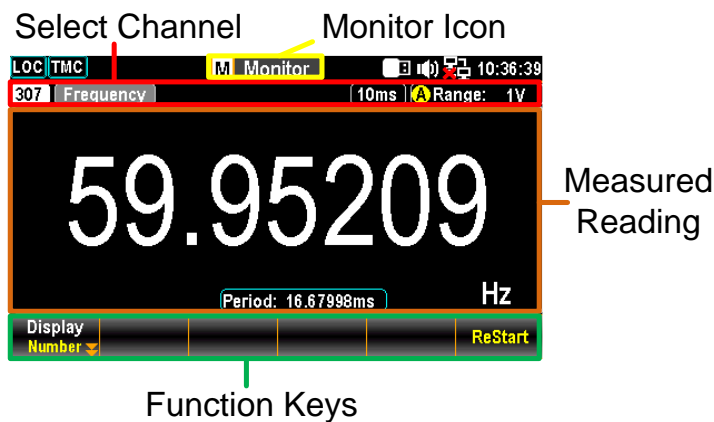 Select Channel Monitor Icon
LOC TMC M Monitor 10:36:39
307 Frequency 10ms A Range: 1V
59.95209
Measured
Reading
Period: 16.67998ms Hz
Display
Number ReStart
Function Keys